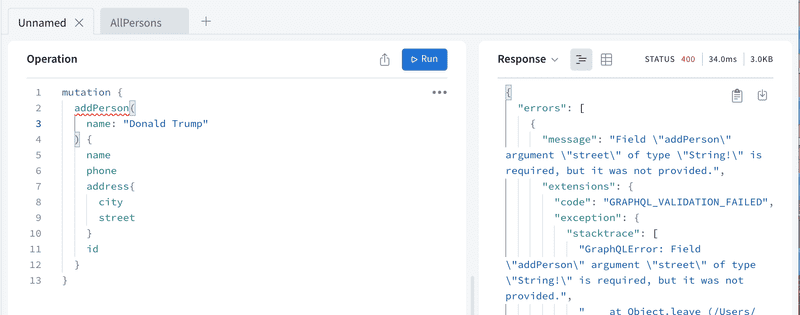 Unnamed
AllPersons
Operation
Run
Response
STATUS 400
34.0ms
3.0KB
1 mutation {
2 addPerson(
3 name: "Donald Trump"
4 ) {
5 name
6 phone
7 address{
8 city
9 street
10 }
11 id
12 }
13 }
{
"errors": [
{
"message": "Field \"addPerson\"
argument \"street\" of type \"String!\" is
required, but it was not provided.",
"extensions": {
"code": "GRAPHQL_VALIDATION_FAILED",
"exception": {
"stacktrace": [
"GraphQLError: Field
\"addPerson\" argument \"street\" of type
\"String!\" is required, but it was not
provided.",
"    at Object.leave (/Users/